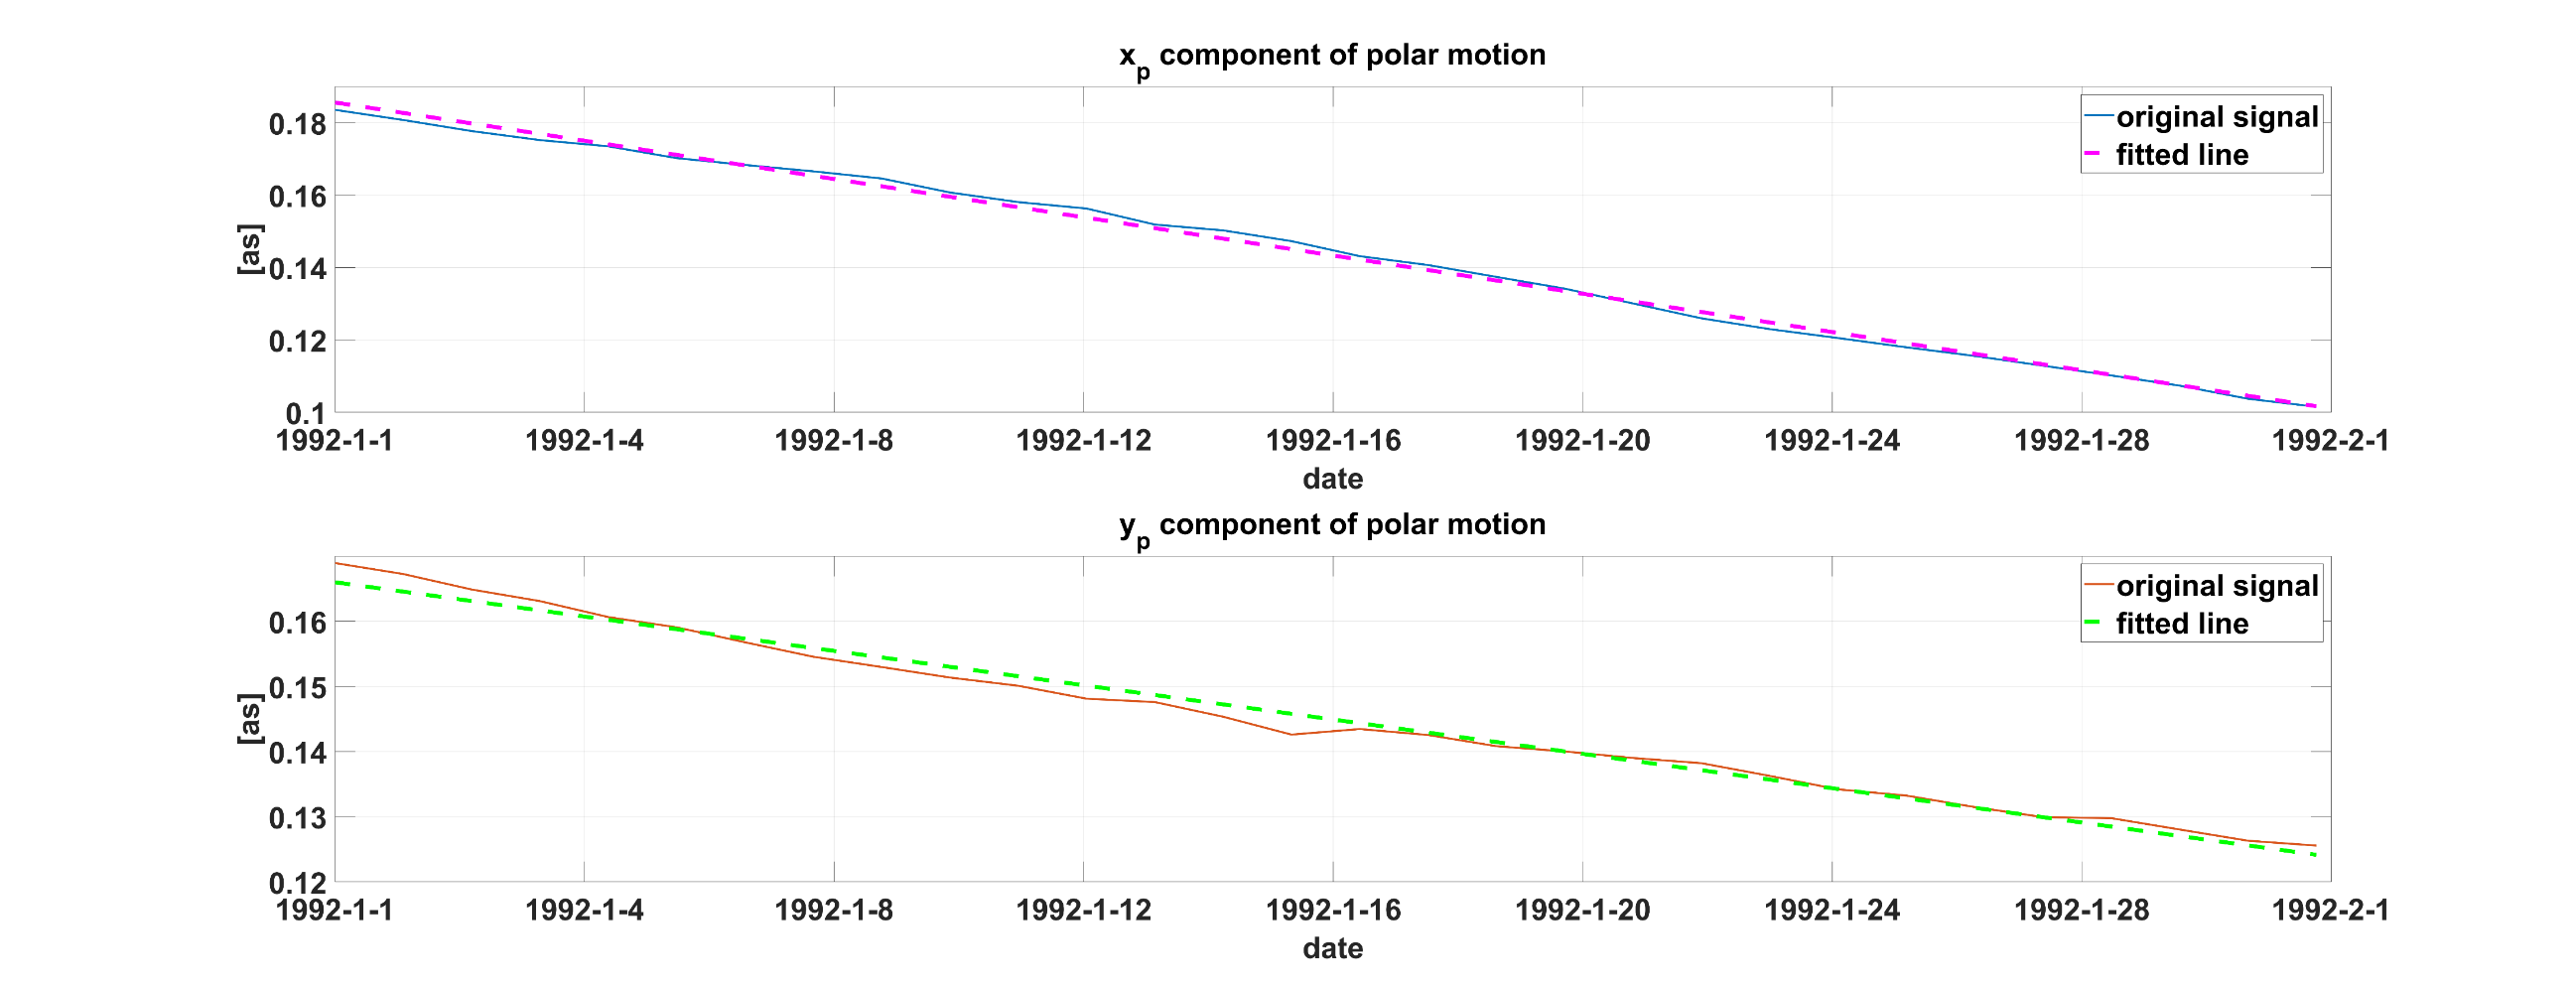 xp component of polar motion
[as]
0.18
0.16
0.14
0.12
0.1
original signal
fitted line
1992-1-1 1992-1-4 1992-1-8 1992-1-12 1992-1-16 1992-1-20 1992-1-24 1992-1-28 1992-2-1
date
yp component of polar motion
[as]
0.16
0.15
0.14
0.13
0.12
original signal
fitted line
1992-1-1 1992-1-4 1992-1-8 1992-1-12 1992-1-16 1992-1-20 1992-1-24 1992-1-28 1992-2-1
date